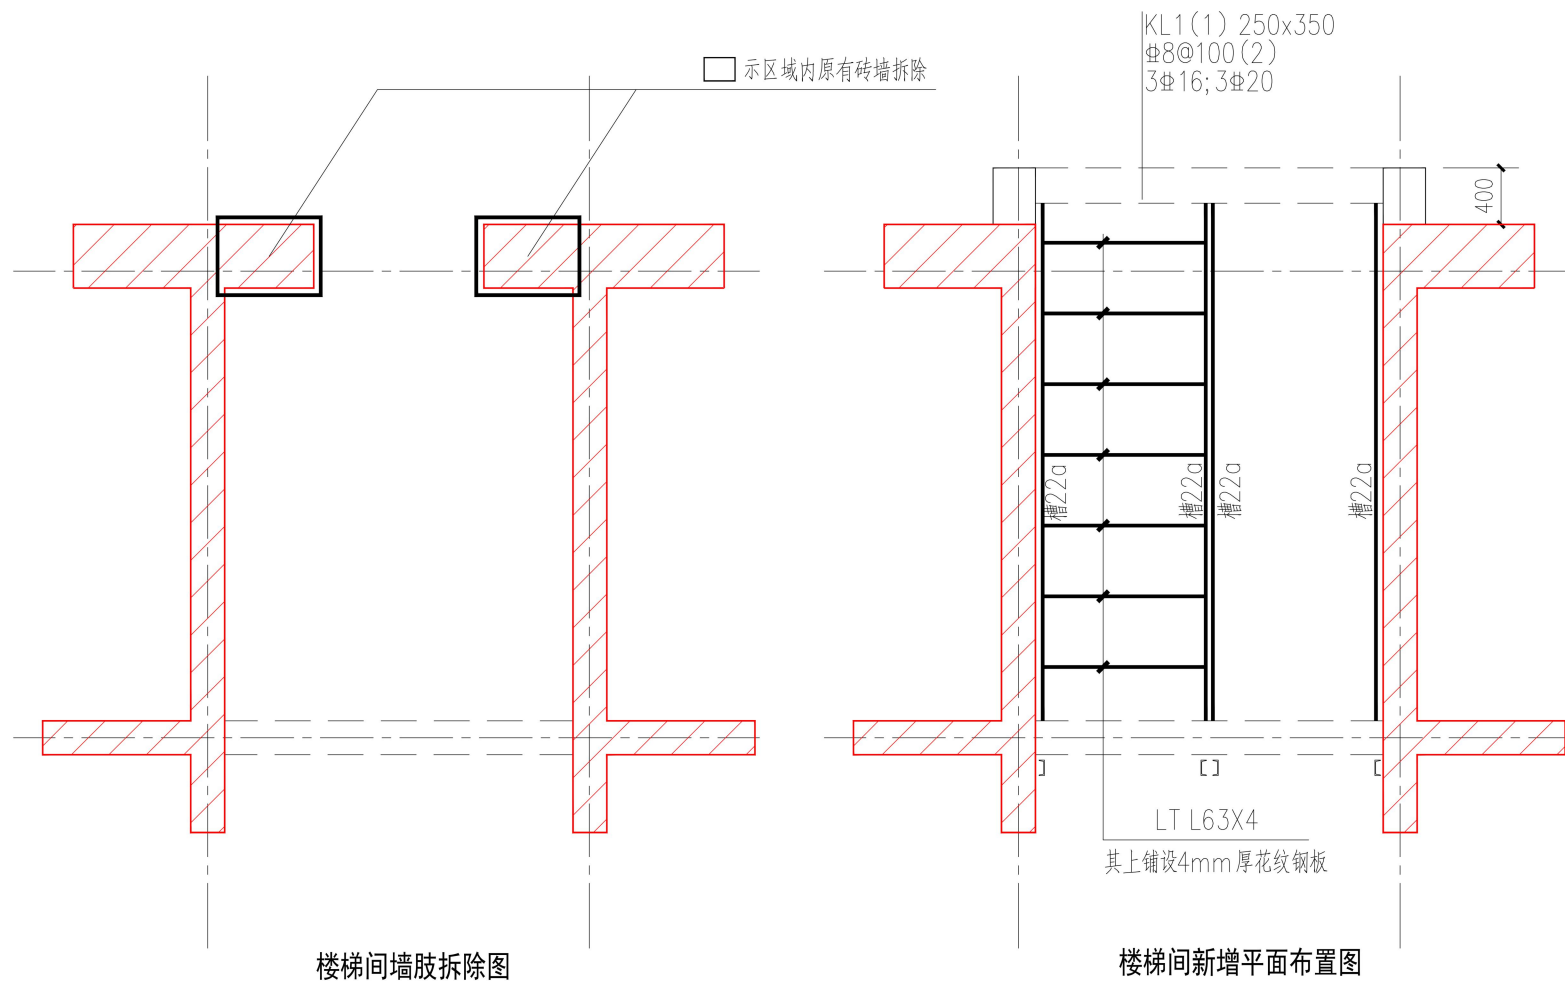 示区域内原有砖墙拆除
KL1(1) 250x350
Φ8@100(2)
3Φ16;3Φ20
400
槽22a
槽22a
槽22a
槽22a
LT L63X4
其上铺设4mm厚花纹钢板
楼梯间墙肢拆除图
楼梯间新增平面布置图